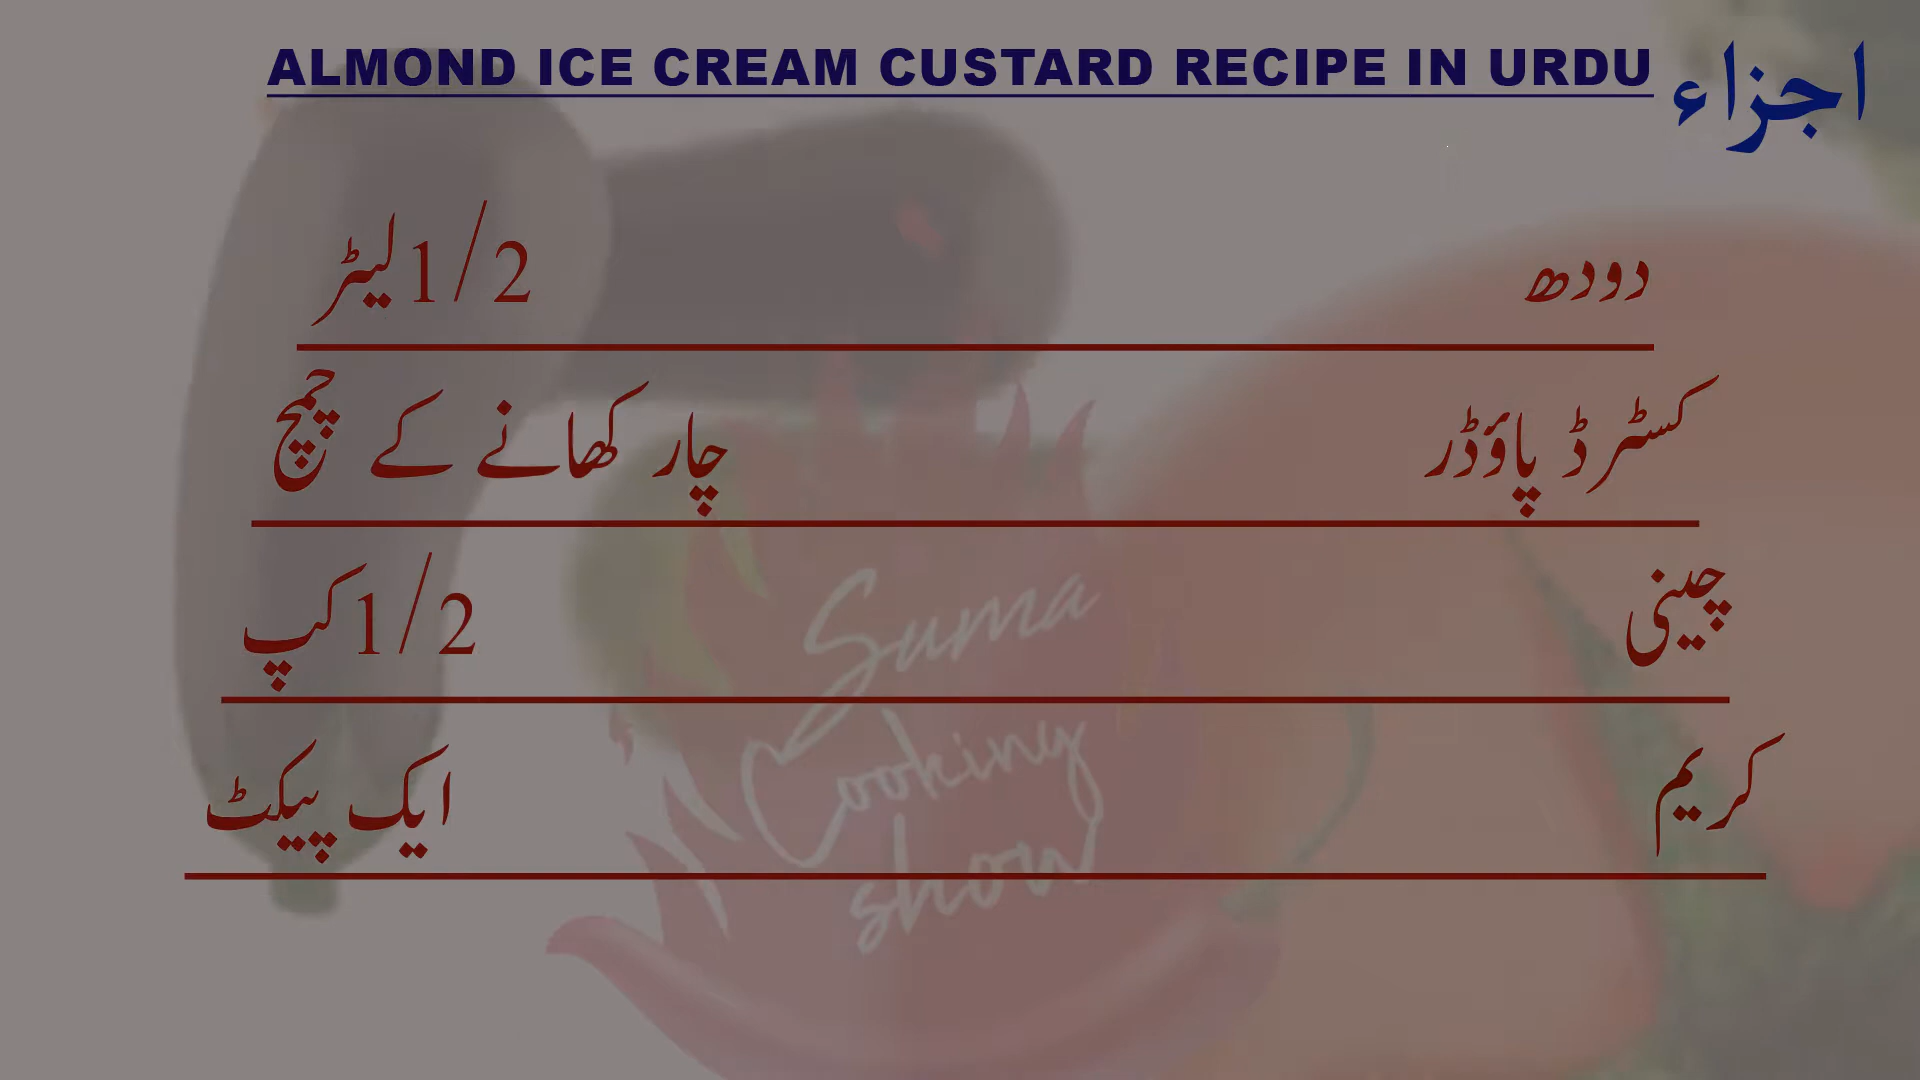 ALMOND ICE CREAM CUSTARD RECIPE IN URDU
اجزاء
دودھ 1/2 لیٹر
کسٹرڈ پاؤڈر چار کھانے کے چمچ
چینی 1/2 کپ
کریم ایک پیکٹ
Suma
Cooking
show